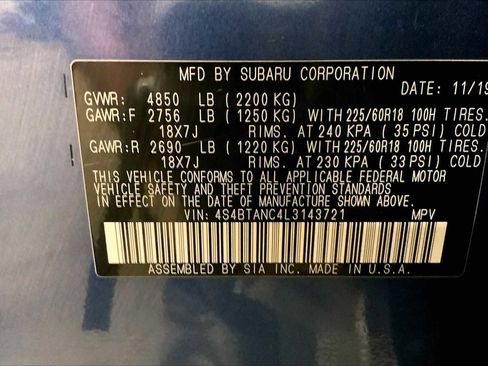 MFD BY SUBARU CORPORATION
DATE: 11/19
GVWR: 4850 LB (2200 KG)
GAWR:F 2756 LB (1250 KG) WITH 225/60R18 100H TIRES.
18X7J RIMS. AT 240 KPA (35 PSI) COLD
GAWR:R 2690 LB (1220 KG) WITH 225/60R18 100H TIRES.
18X7J RIMS. AT 230 KPA (33 PSI) COLD
THIS VEHICLE CONFORMS TO ALL APPLICABLE FEDERAL MOTOR
VEHICLE SAFETY AND THEFT PREVENTION STANDARDS
IN EFFECT ON THE DATE OF MANUFACTURE SHOWN ABOVE.
VIN: 4S4BTANC4L3143721 MPV
ASSEMBLED BY SIA INC. MADE IN U.S.A.